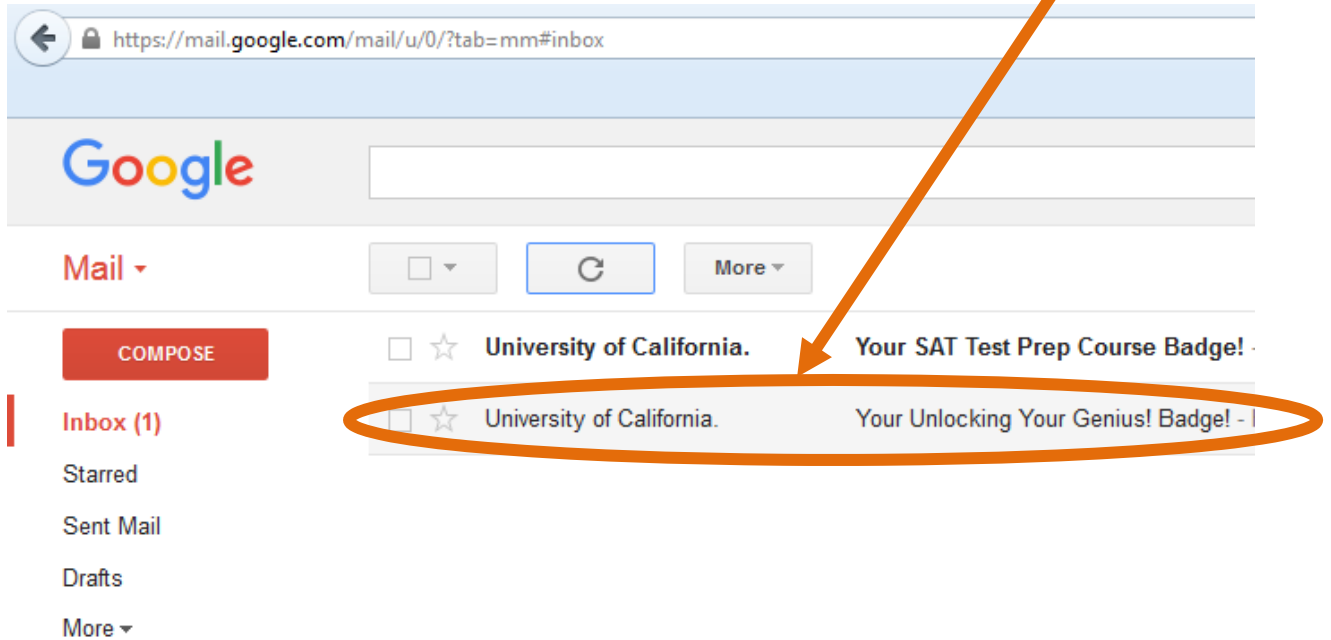 https://mail.google.com/mail/u/0/?tab=mm#inbox
Google
Mail
More
COMPOSE
University of California. Your SAT Test Prep Course Badge! -
Inbox (1)
University of California. Your Unlocking Your Genius! Badge! -
Starred
Sent Mail
Drafts
More